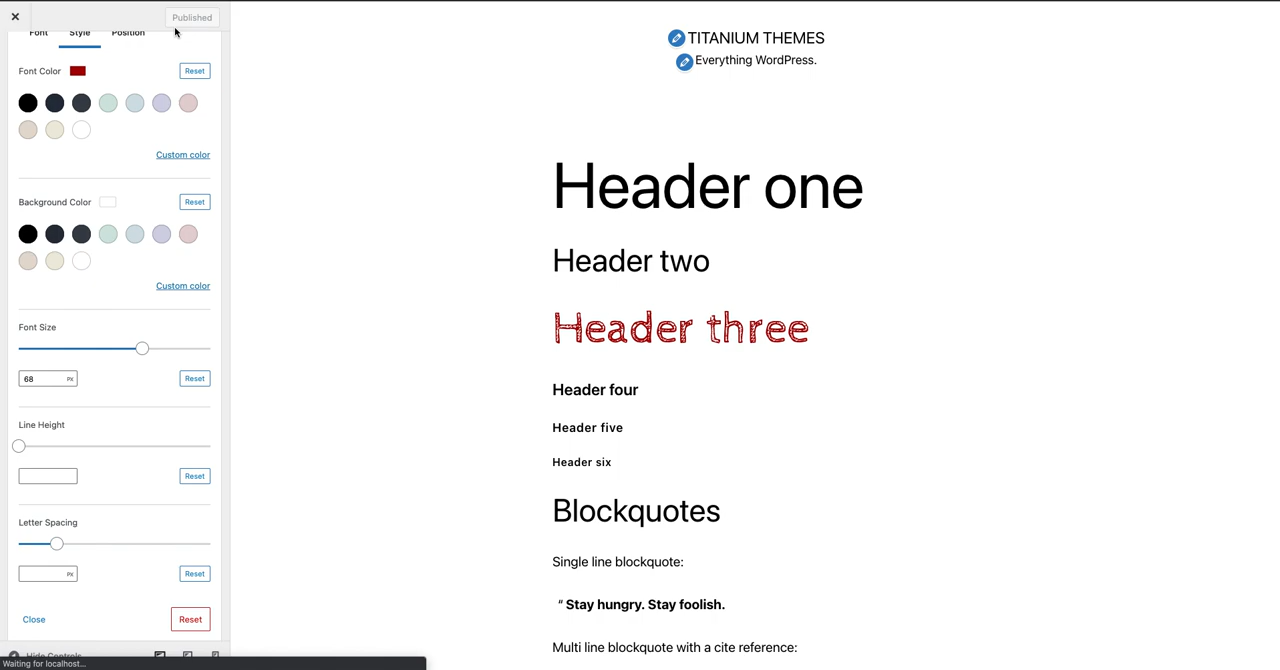 Published
Font Style Position
Font Color Reset
Custom color
Background Color Reset
Custom color
Font Size
68 PX Reset
Line Height
Reset
Letter Spacing
PX Reset
Close Reset
Hide Controls
Waiting for localhost...
TITANIUM THEMES
Everything WordPress.
Header one
Header two
Header three
Header four
Header five
Header six
Blockquotes
Single line blockquote:
“ Stay hungry. Stay foolish.
Multi line blockquote with a cite reference: